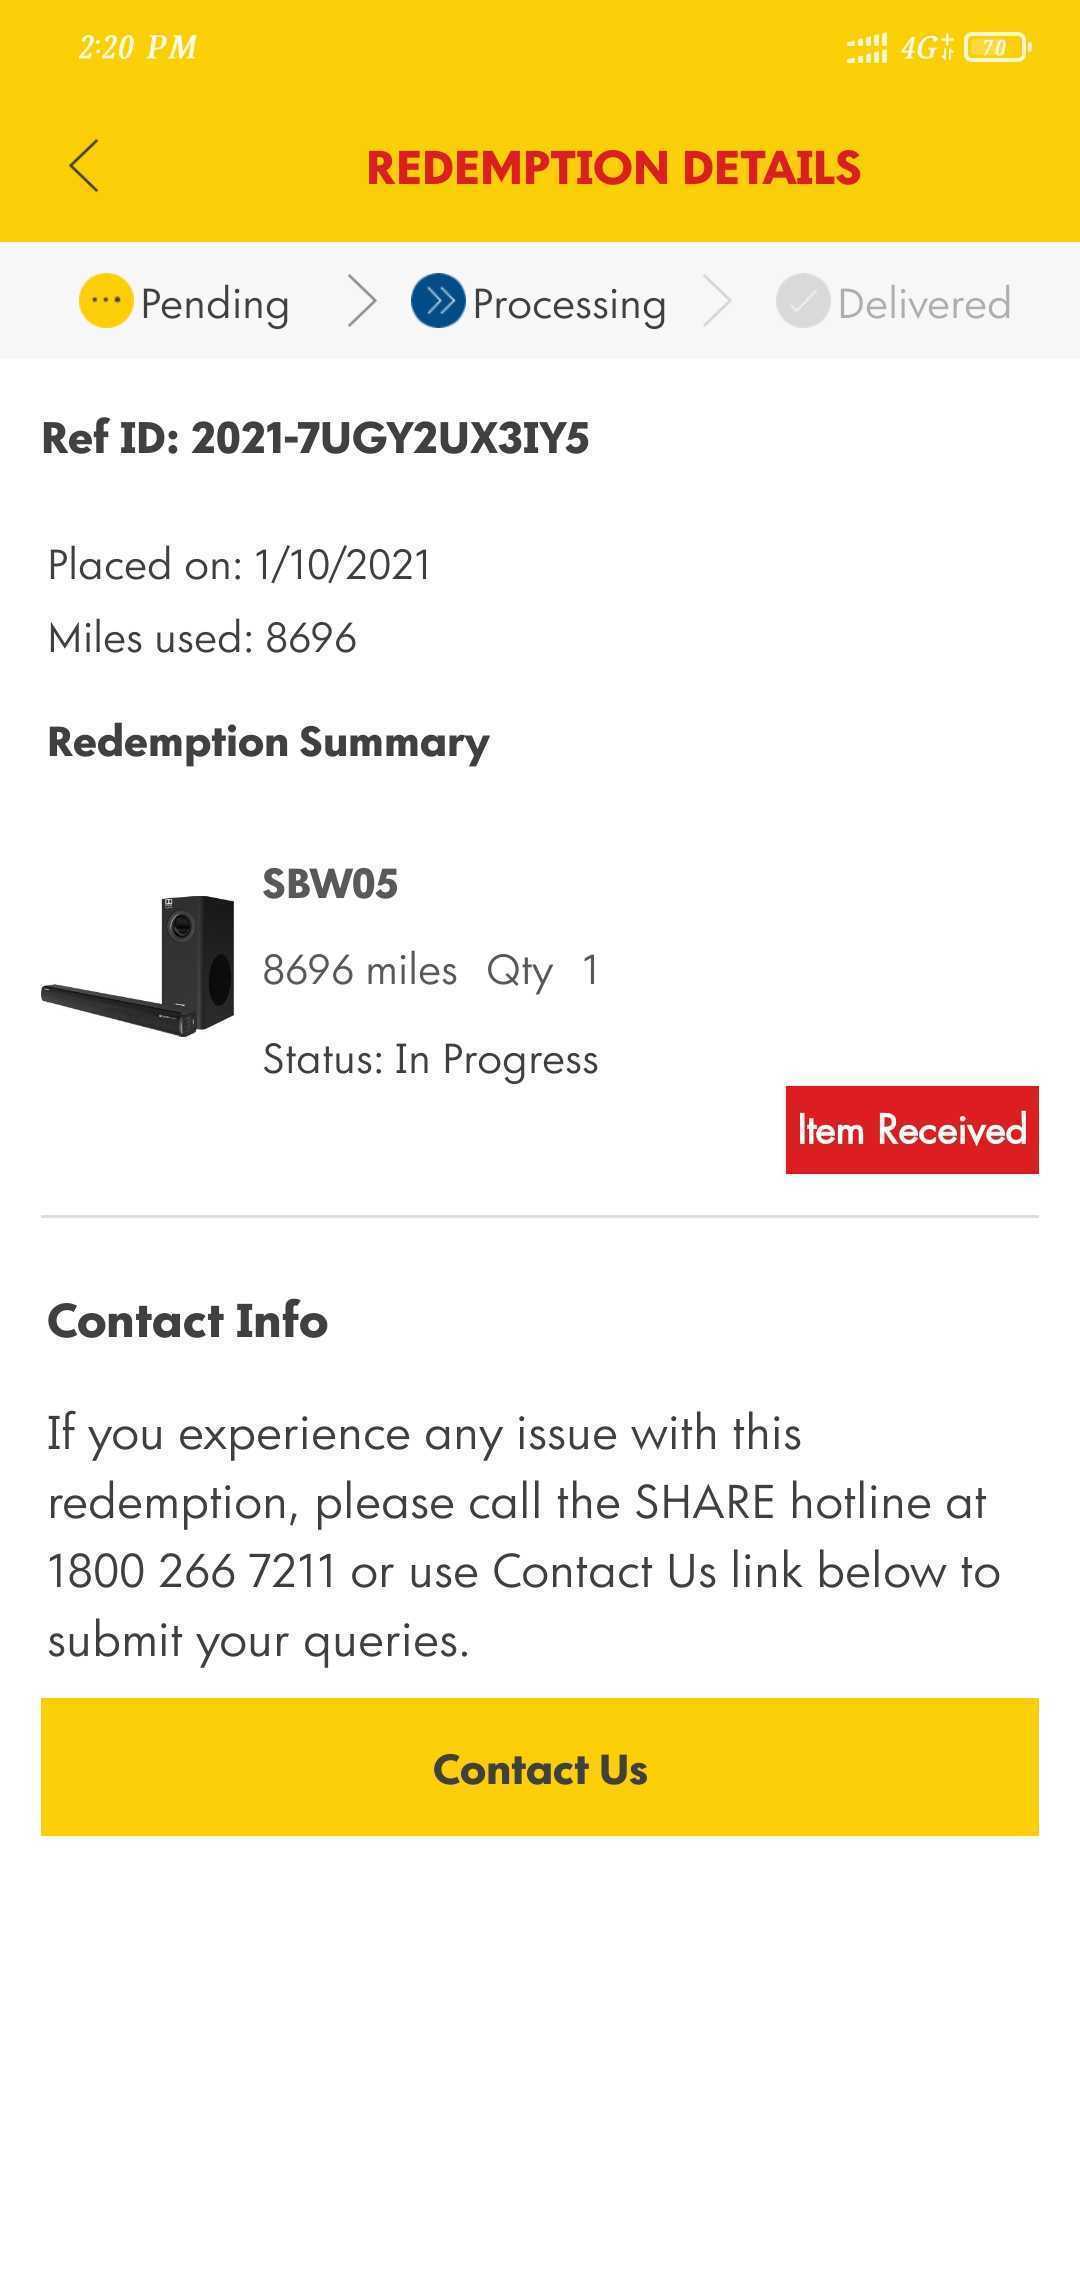 2:20 PM
4G+ 70
REDEMPTION DETAILS
Pending Processing Delivered
Ref ID: 2021-7UGY2UX3IY5
Placed on: 1/10/2021
Miles used: 8696
Redemption Summary
SBW05
8696 miles Qty 1
Status: In Progress
Item Received
Contact Info
If you experience any issue with this
redemption, please call the SHARE hotline at
1800 266 7211 or use Contact Us link below to
submit your queries.
Contact Us